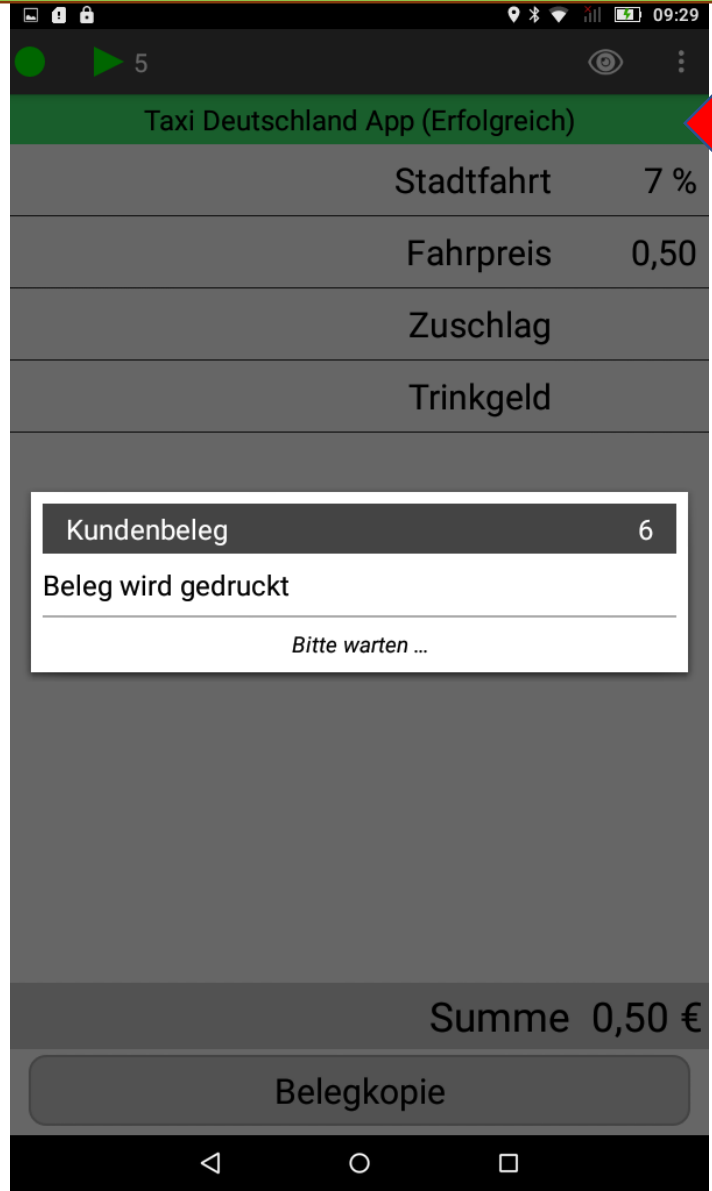 09:29
5
Taxi Deutschland App (Erfolgreich)
Stadtfahrt 7 %
Fahrpreis 0,50
Zuschlag
Trinkgeld
Kundenbeleg 6
Beleg wird gedruckt
Bitte warten ...
Summe 0,50 €
Belegkopie